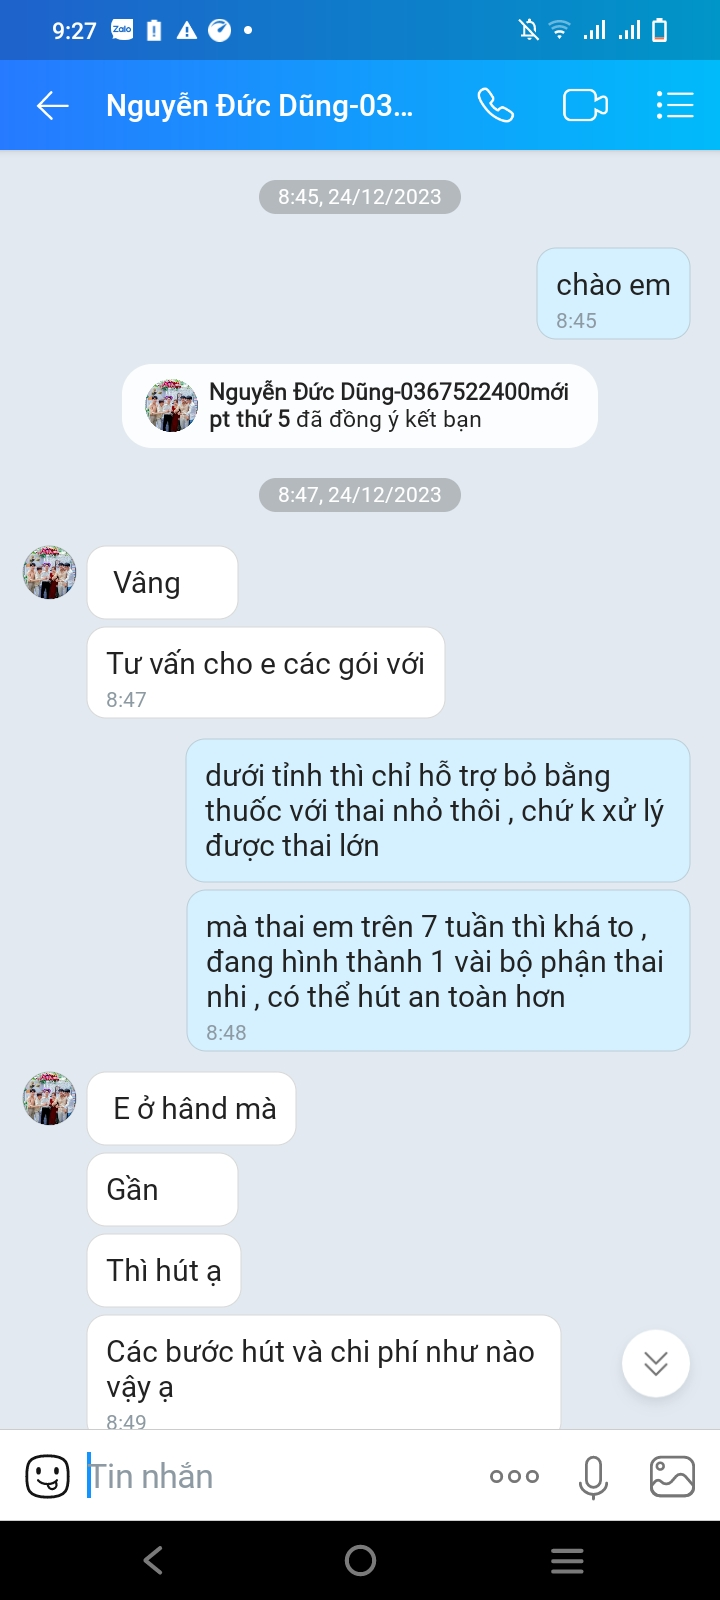 9:27
Zalo
Nguyễn Đức Dũng-03...
8:45, 24/12/2023
chào em
8:45
Nguyễn Đức Dũng-0367522400mới
pt thứ 5 đã đồng ý kết bạn
8:47, 24/12/2023
Vâng
Tư vấn cho e các gói với
8:47
dưới tỉnh thì chỉ hỗ trợ bỏ bằng
thuốc với thai nhỏ thôi , chứ k xử lý
được thai lớn
mà thai em trên 7 tuần thì khá to ,
đang hình thành 1 vài bộ phận thai
nhi , có thể hút an toàn hơn
8:48
E ở hând mà
Gần
Thì hút ạ
Các bước hút và chi phí như nào
vậy ạ
8:49
Tin nhắn